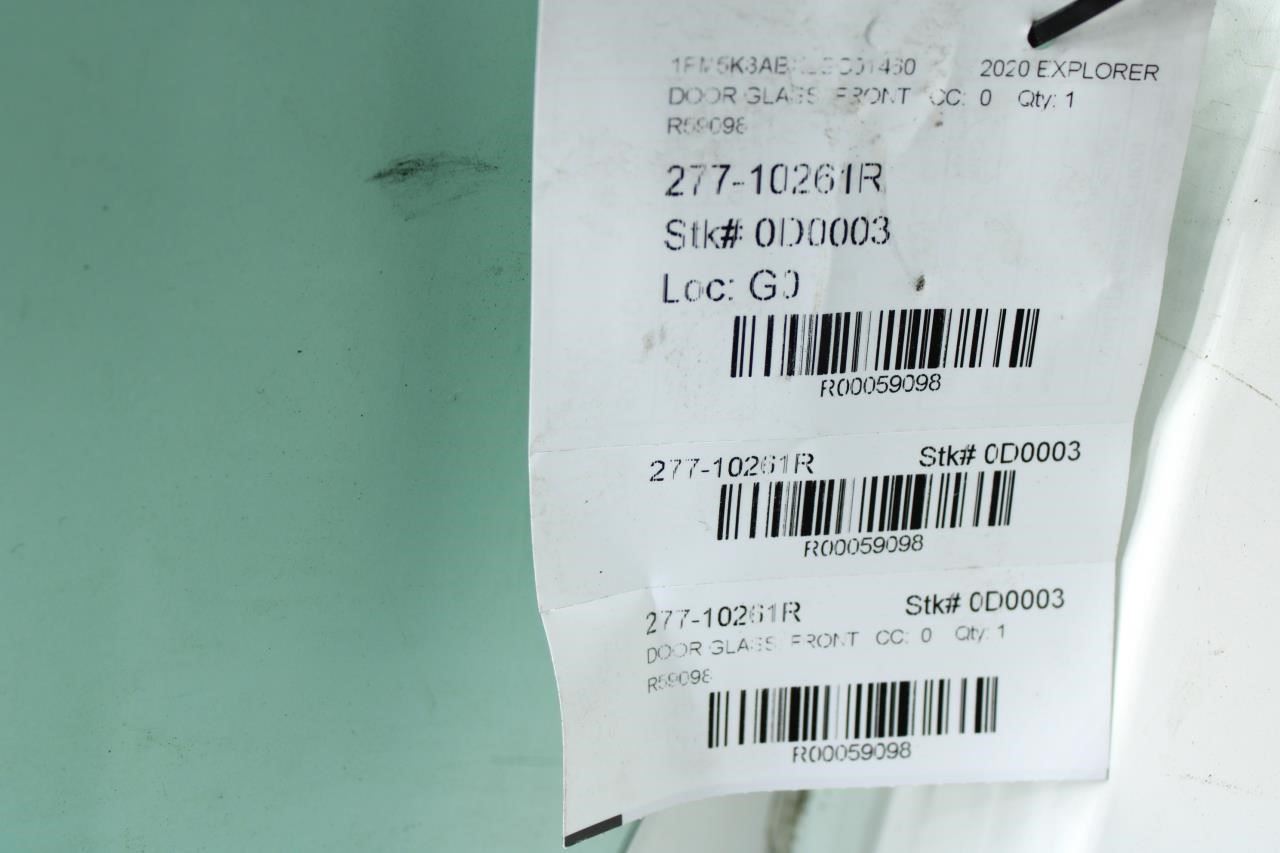 2020 EXPLORER
DOOR GLASS, FRONT CC: 0 Qty: 1
R59098
277-10261R
Stk# 0D0003
Loc: G0
R00059098
277-10261R Stk# 0D0003
R00059098
277-10261R Stk# 0D0003
DOOR GLASS, FRONT CC: 0 Qty: 1
R59098
R00059098